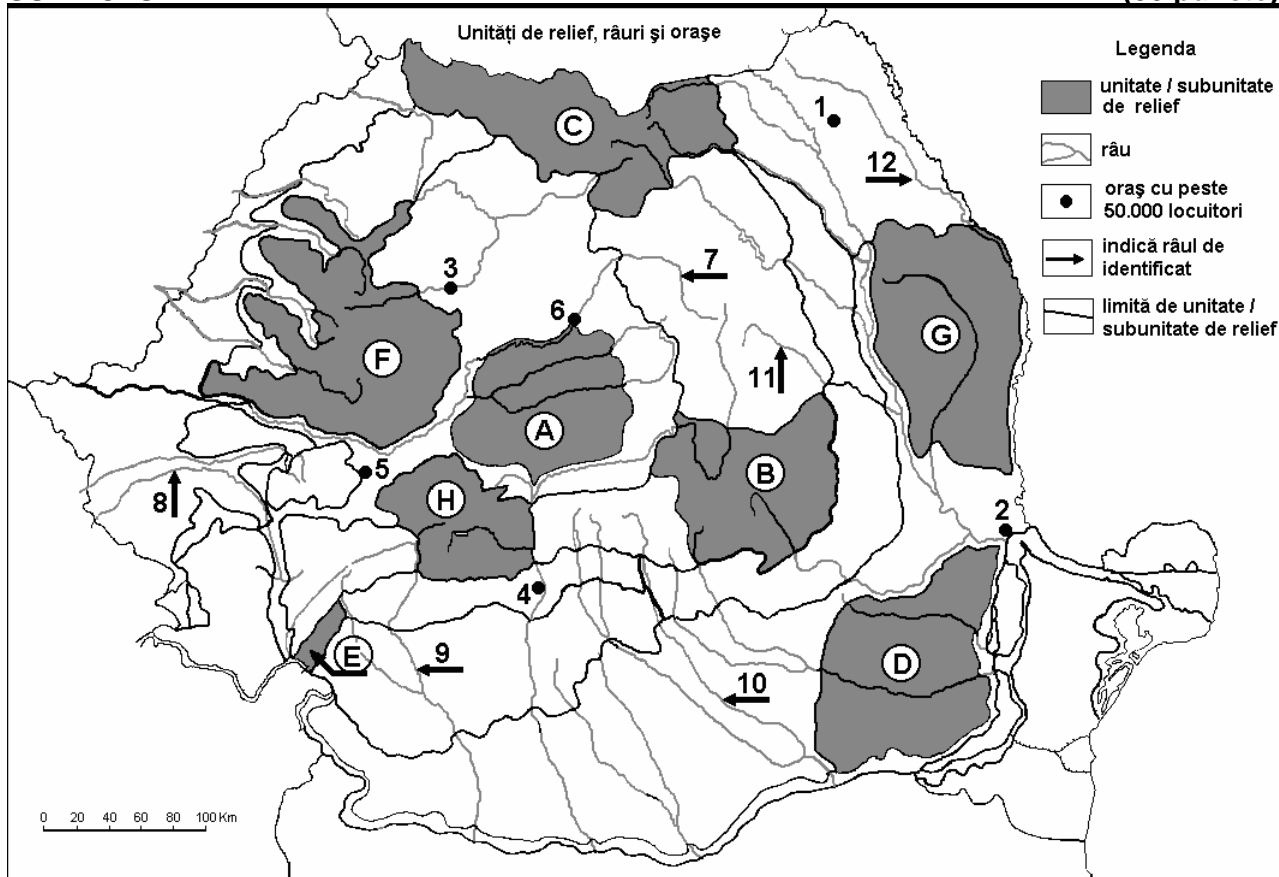 Unități de relief, râuri și orașe
Legenda
unitate / subunitate
de relief
râu
oraș cu peste
50.000 locuitori
indică râul de
identificat
limită de unitate /
subunitate de relief
C
1
12
3
7
6
G
F
11
A
5
B
H
8
2
4
E
9
D
10
0 20 40 60 80 100 Km